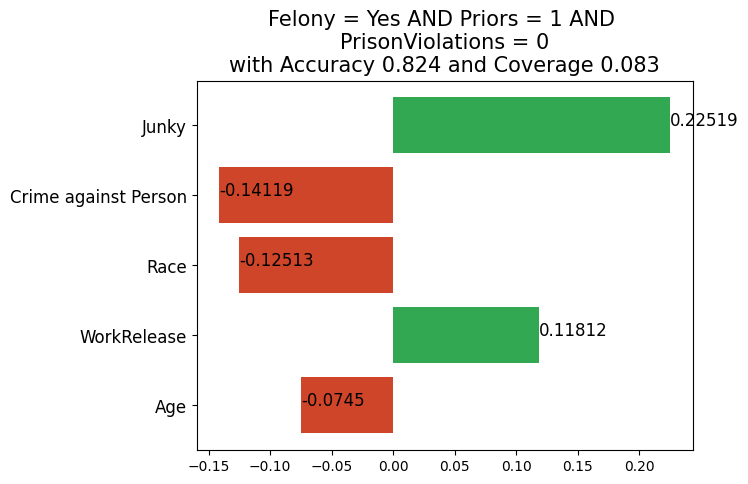 Felony = Yes AND Priors = 1 AND
PrisonViolations = 0
with Accuracy 0.824 and Coverage 0.083
Junky
0.22519
Crime against Person
-0.14119
Race
-0.12513
WorkRelease
0.11812
Age
-0.0745
−0.15 −0.10 −0.05 0.00 0.05 0.10 0.15 0.20